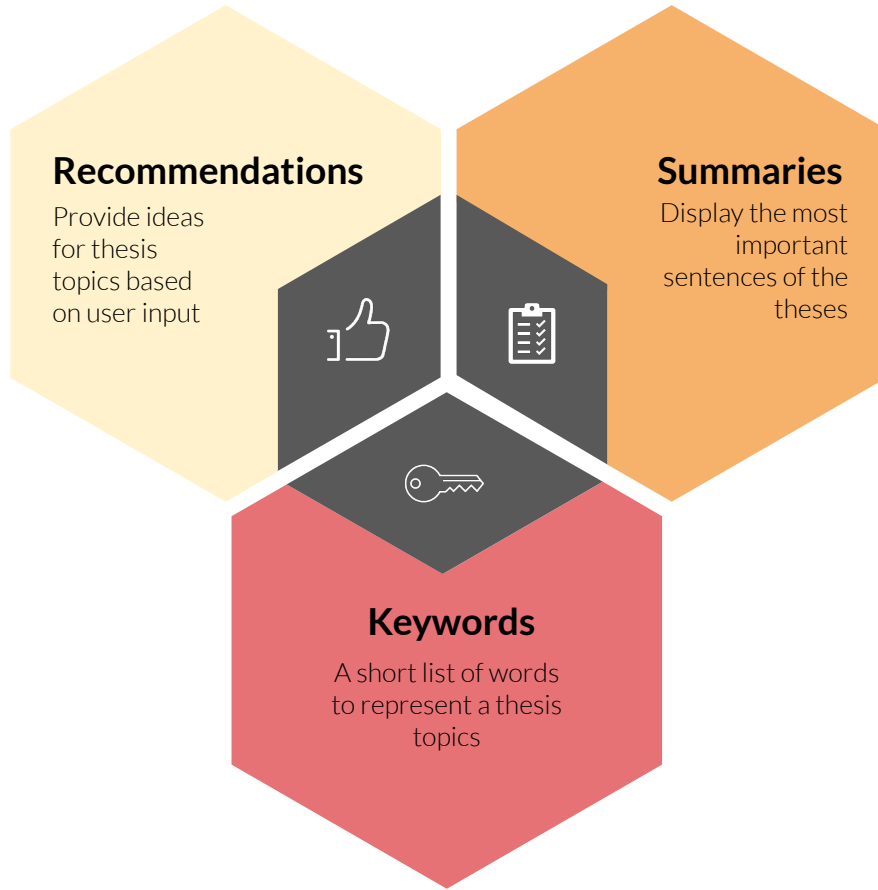 Recommendations
Provide ideas
for thesis
topics based
on user input
Summaries
Display the most
important
sentences of the
theses
Keywords
A short list of words
to represent a thesis
topics